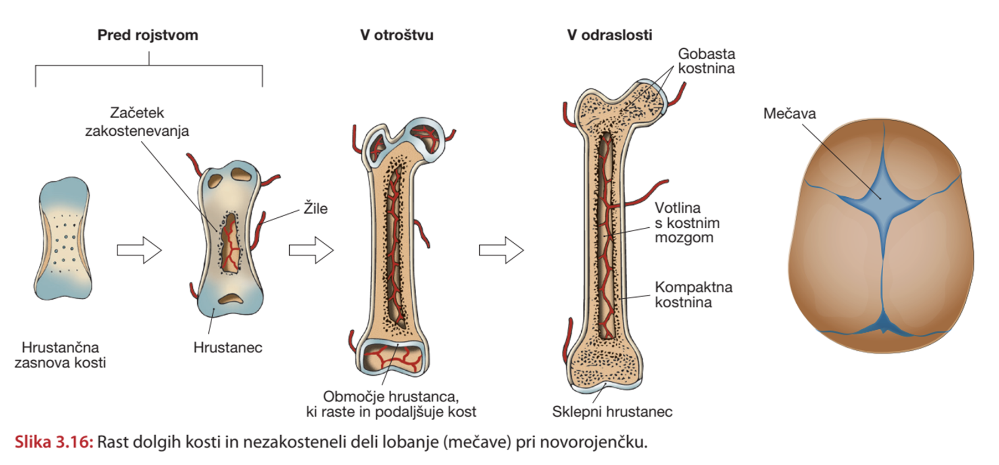 Pred rojstvom
V otroštvu
V odraslosti
Gobasta
kostnina
Začetek
zakostenevanja
Mečava
Žile
Votlina
s kostnim
mozgom
Kompaktna
kostnina
Hrustančna
zasnova kosti
Hrustanec
Območje hrustanca,
ki raste in podaljšuje kost
Sklepni hrustanec
Slika 3.16: Rast dolgih kosti in nezakosteneli deli lobanje (mečave) pri novorojenčku.